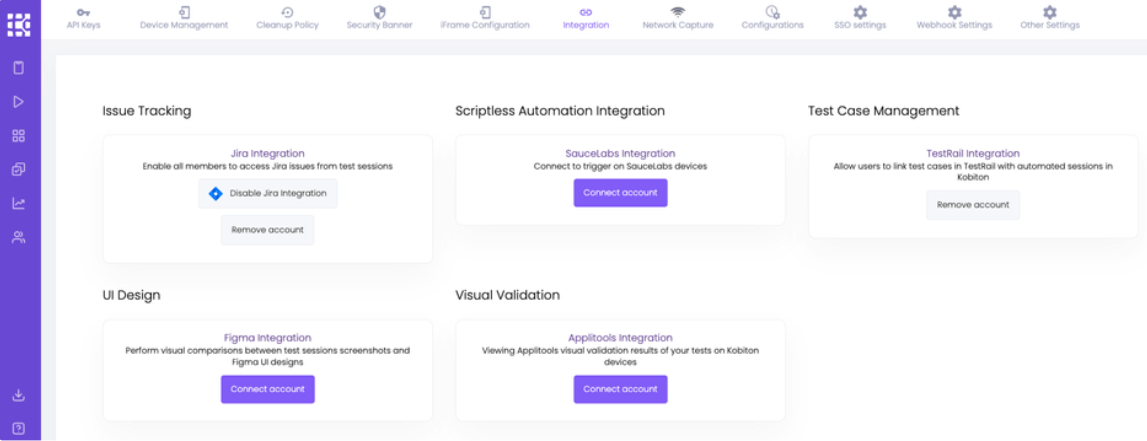 API Keys
Device Management
Cleanup Policy
Security Banner
iFrame Configuration
Integration
Network Capture
Configurations
SSO settings
Webhook Settings
Other Settings
Issue Tracking
Jira Integration
Enable all members to access Jira issues from test sessions
Disable Jira Integration
Remove account
Scriptless Automation Integration
SauceLabs Integration
Connect to trigger on SauceLabs devices
Connect account
Test Case Management
TestRail Integration
Allow users to link test cases in TestRail with automated sessions in
Kobiton
Remove account
UI Design
Figma Integration
Perform visual comparisons between test sessions screenshots and
Figma UI designs
Connect account
Visual Validation
Applitools Integration
Viewing Applitools visual validation results of your tests on Kobiton
devices
Connect account